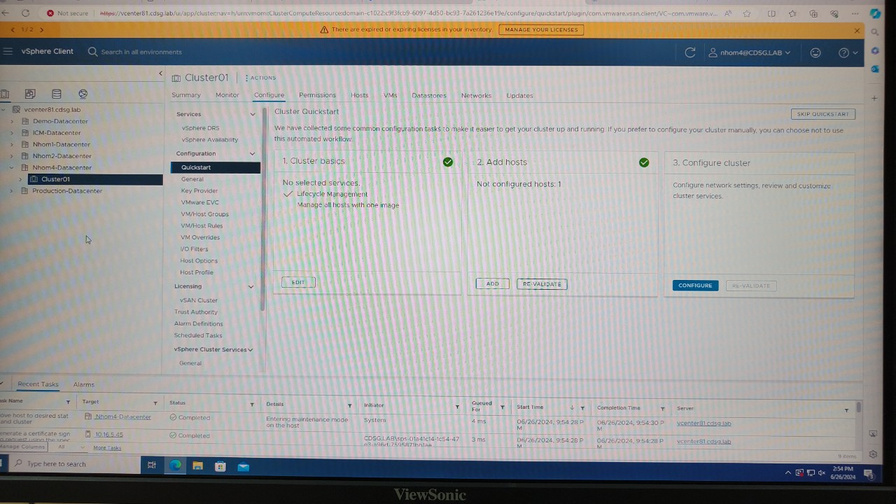 1 / 2
There are expired or expiring licenses in your inventory.
MANAGE YOUR LICENSES
vSphere Client
Search in all environments
nhom4@CDSG.LAB
Cluster01
ACTIONS
Summary
Monitor
Configure
Permissions
Hosts
VMs
Datastores
Networks
Updates
vcenter81.cdsg.lab
Demo-Datacenter
ICM-Datacenter
Nhom1-Datacenter
Nhom2-Datacenter
Nhom4-Datacenter
Cluster01
Production-Datacenter
Services
vSphere DRS
vSphere Availability
Configuration
Quickstart
General
Key Provider
VMware EVC
VM/Host Groups
VM/Host Rules
VM Overrides
I/O Filters
Host Options
Host Profile
Licensing
vSAN Cluster
Trust Authority
Alarm Definitions
Scheduled Tasks
vSphere Cluster Services
General
Cluster Quickstart
SKIP QUICKSTART
We have collected some common configuration tasks to make it easier to get your cluster up and running. If you prefer to configure your cluster manually, you can choose not to use
this automated workflow.
1. Cluster basics
No selected services.
Lifecycle Management
Manage all hosts with one image
EDIT
2. Add hosts
Not configured hosts: 1
ADD
RE-VALIDATE
3. Configure cluster
Configure network settings, review and customize
cluster services.
CONFIGURE
RE-VALIDATE
Recent Tasks
Alarms
Target
Status
Details
Initiator
Queued
For
Start Time
Completion Time
Server
Nhom4-Datacenter
Completed
Entering maintenance mode
on the host
System
4 ms
06/26/2024, 9:54:28 P
M
06/26/2024, 9:54:30 P
M
vcenter81.cdsg.lab
10.16.5.45
Completed
3 ms
06/26/2024, 9:54:28 P
06/26/2024, 9:54:28 P
vcenter81.cdsg.lab
Manage Columns
All
More Tasks
Type here to search
2:54 PM
6/26/2024
ViewSonic